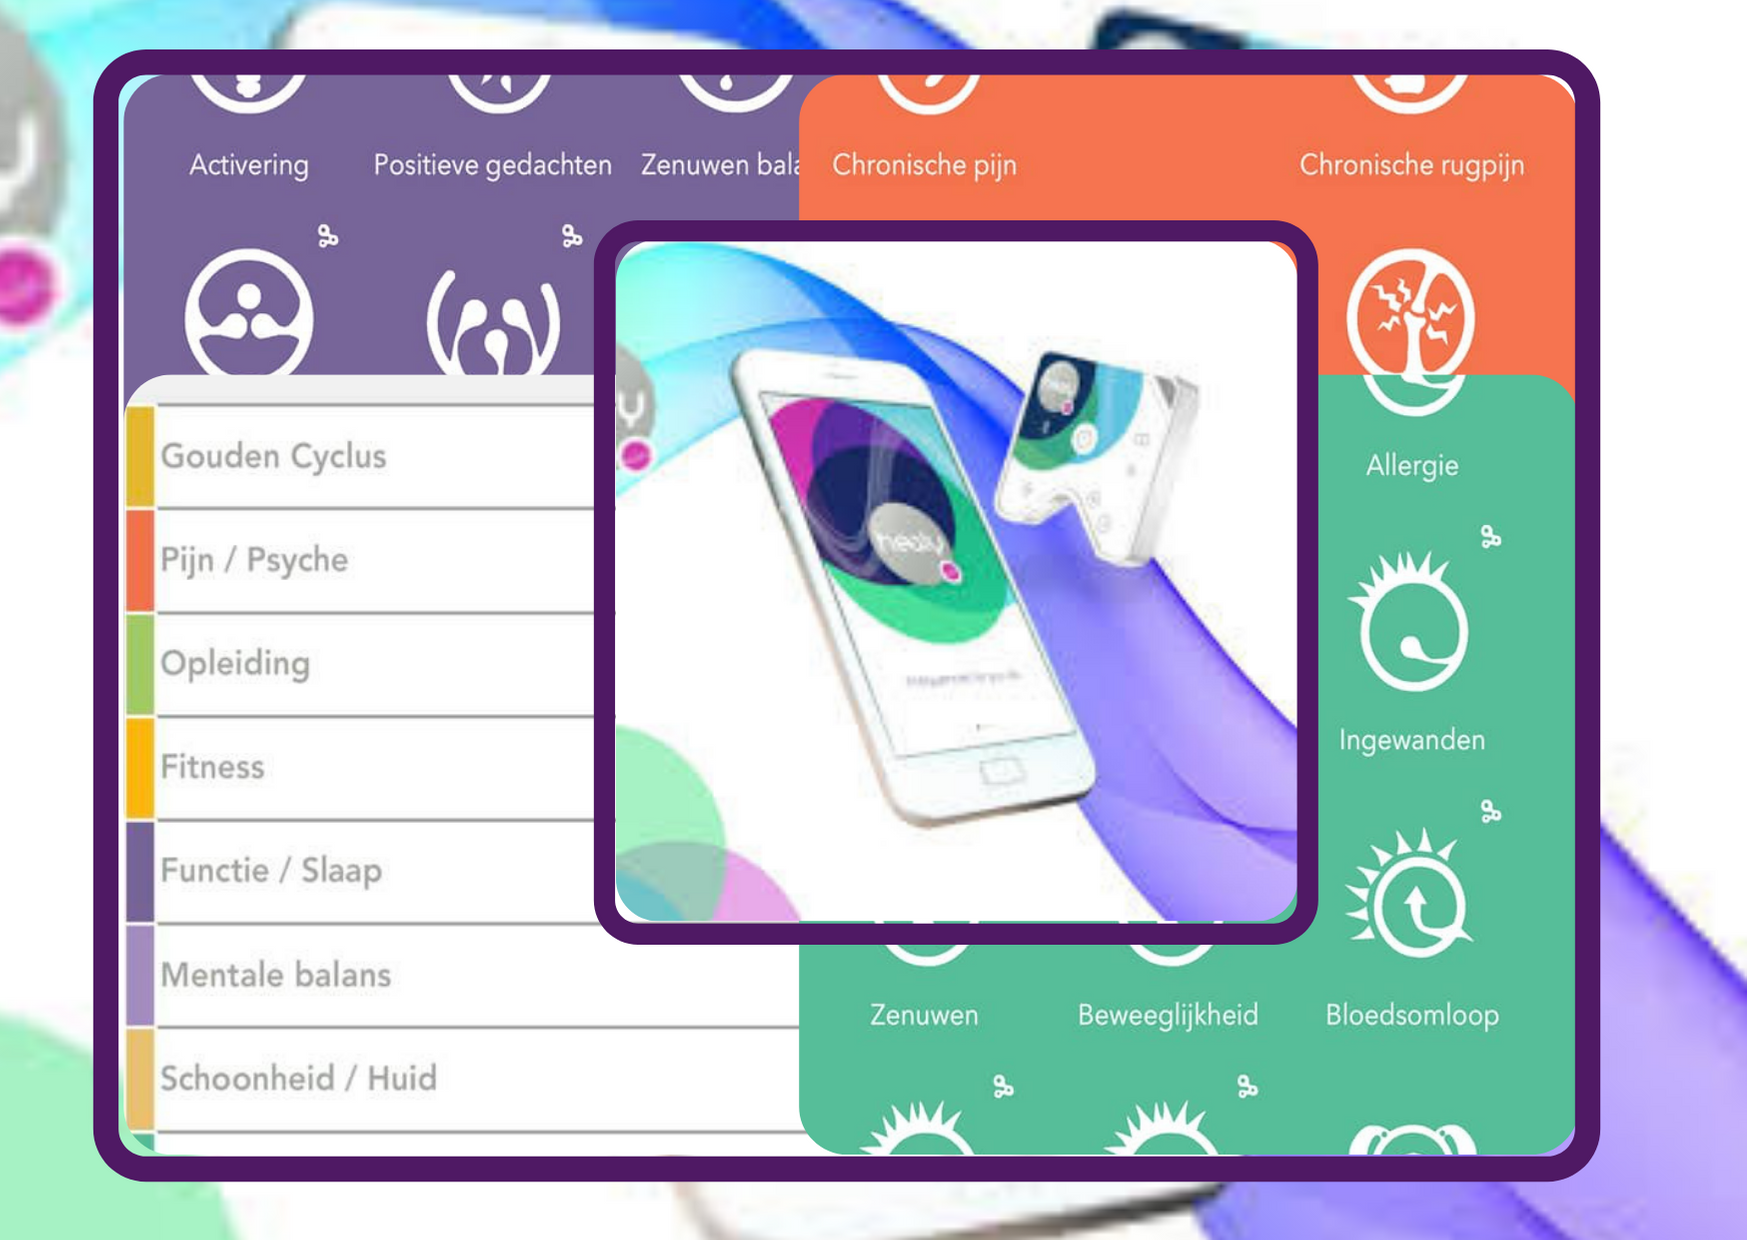 Activering
Positieve gedachten
Zenuwen bala
Chronische pijn
Chronische rugpijn
Gouden Cyclus
Pijn / Psyche
Opleiding
Fitness
Functie / Slaap
Mentale balans
Schoonheid / Huid
healy
Allergie
Ingewanden
Zenuwen
Beweeglijkheid
Bloedsomloop